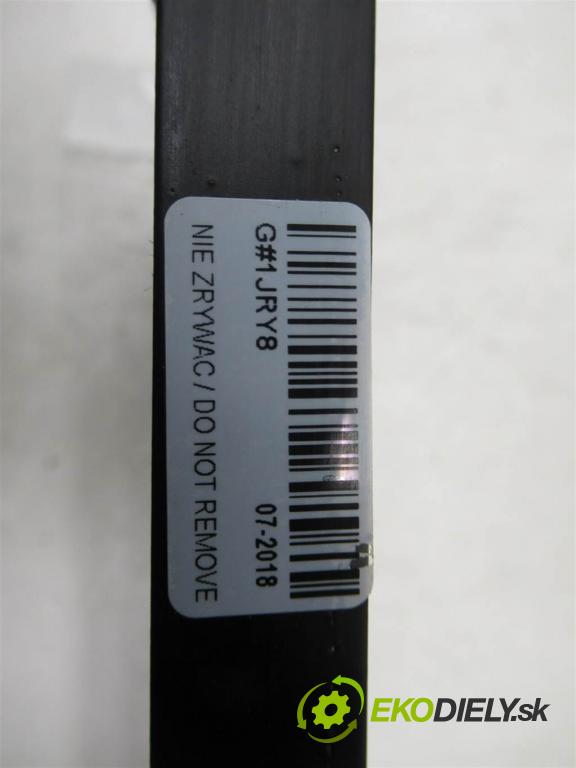 G#1JRY8 07-2018
NIE ZRYWAC / DO NOT REMOVE
EKODIELY.sk